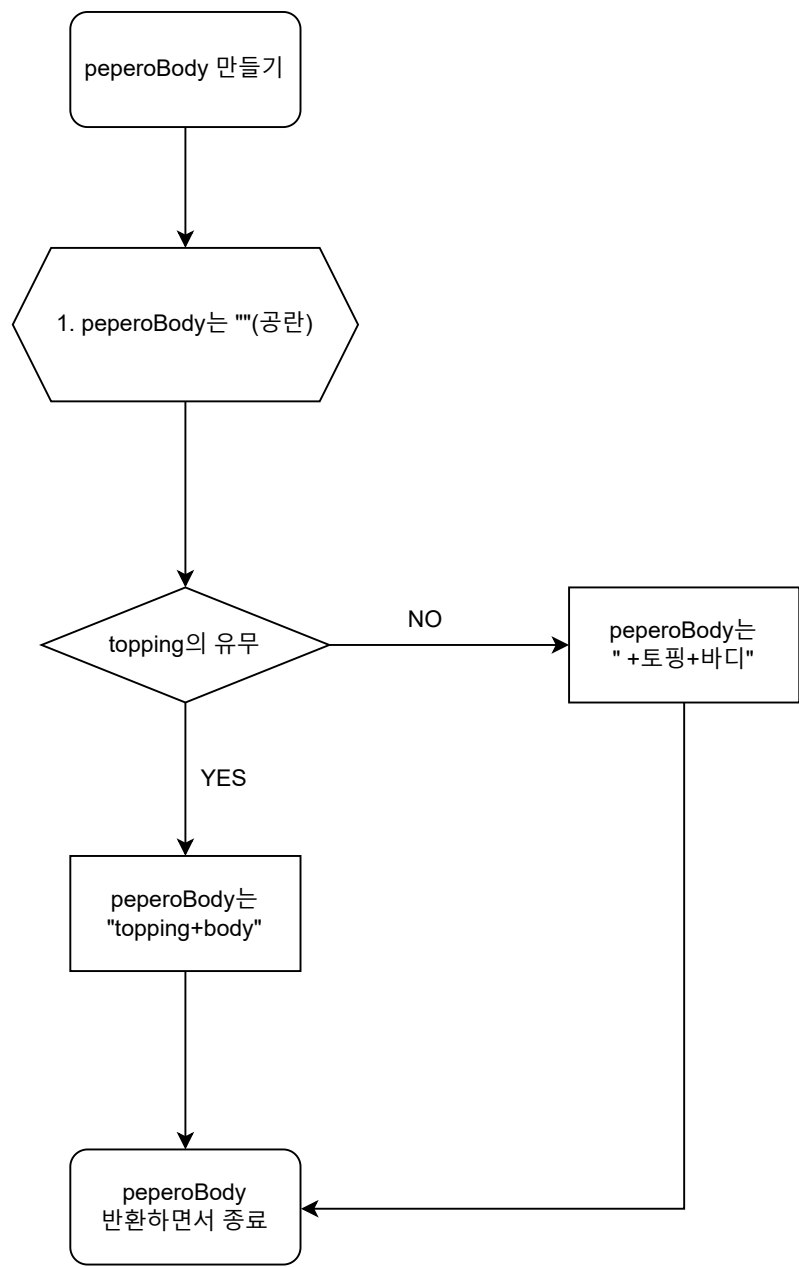 peperoBody 만들기
1. peperoBody는 ""(공란)
topping의 유무
NO
peperoBody는
" +토핑+바디"
YES
peperoBody는
"topping+body"
peperoBody
반환하면서 종료